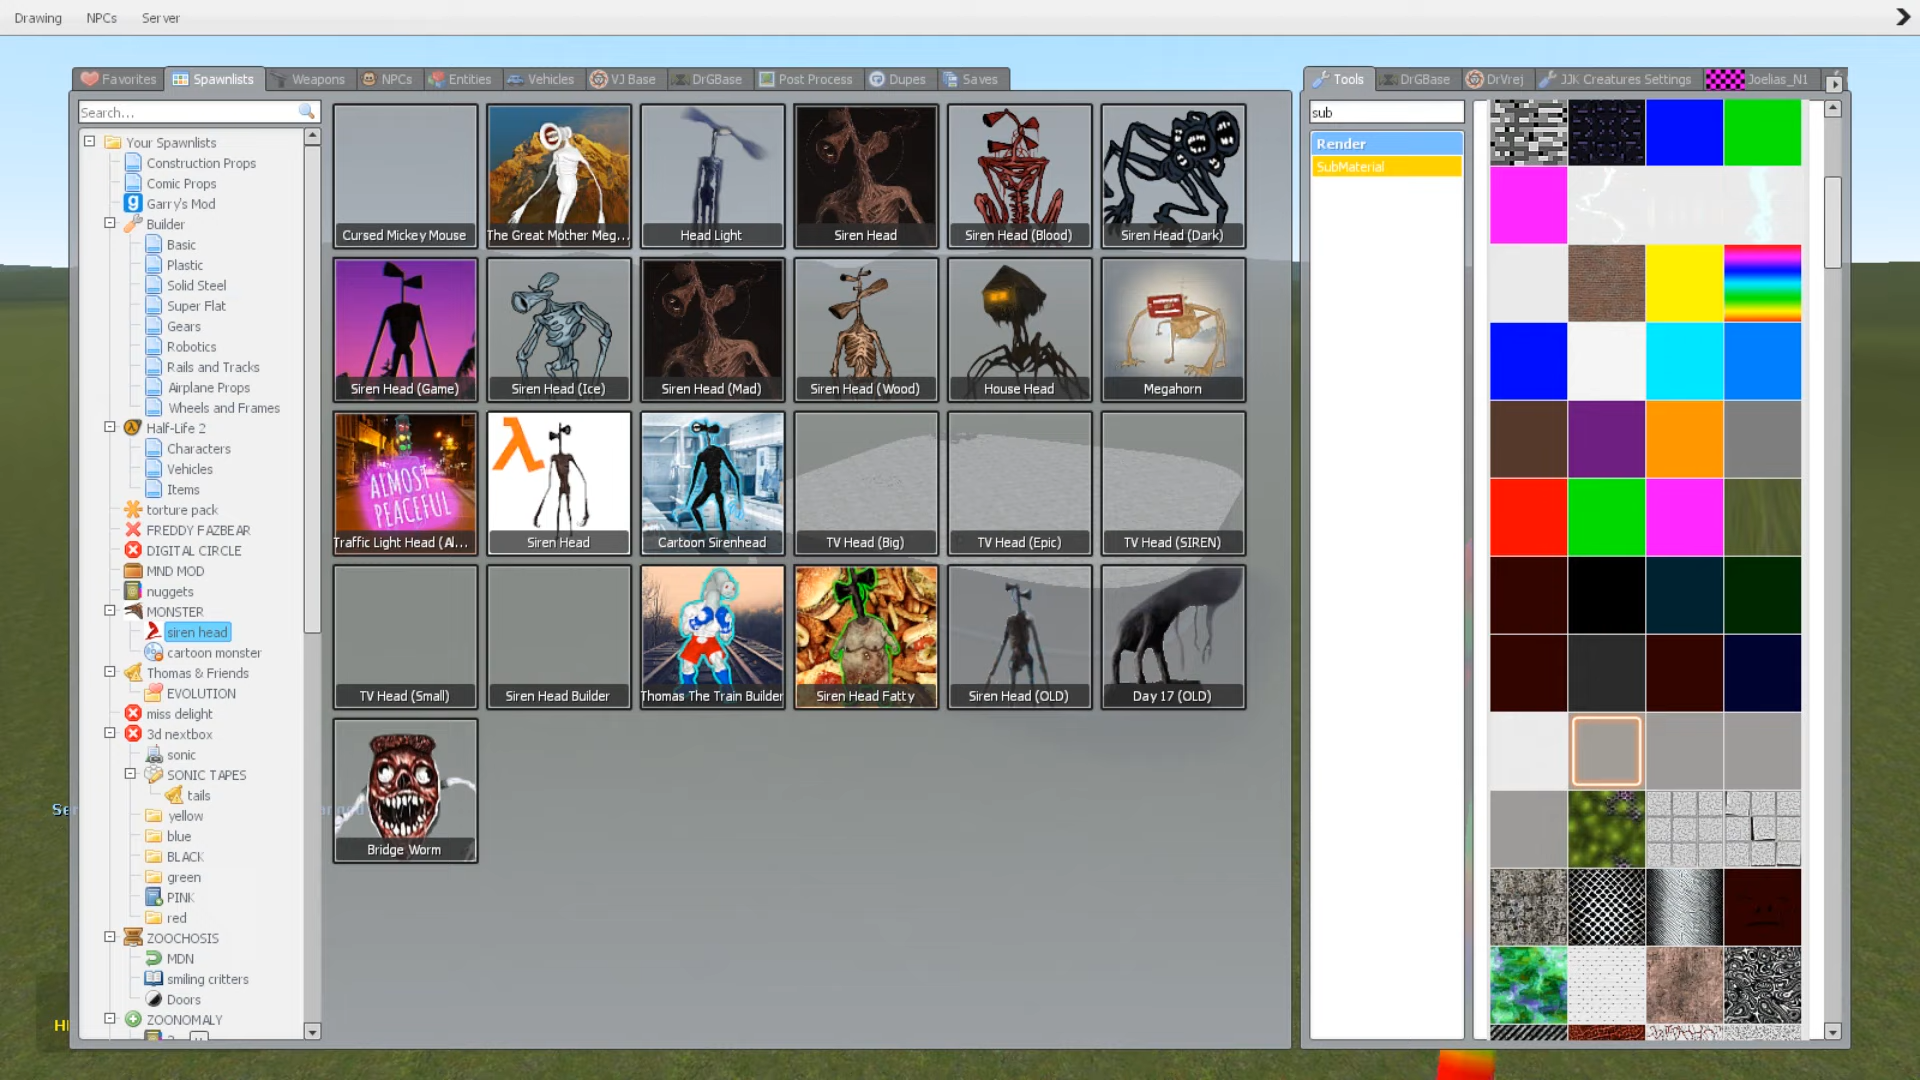 Drawing NPCs Server
Favorites Spawnlists Weapons NPCs Entities Vehicles VJ Base DrGBase Post Process Dupes Saves
Tools DrGBase DrVrej JJK Creatures Settings Joelias_N1
Search...
sub
Render
SubMaterial
Your Spawnlists
Construction Props
Comic Props
Garry's Mod
Builder
Basic
Plastic
Solid Steel
Super Flat
Gears
Robotics
Rails and Tracks
Airplane Props
Wheels and Frames
Half-Life 2
Characters
Vehicles
Items
torture pack
FREDDY FAZBEAR
DIGITAL CIRCLE
MND MOD
nuggets
MONSTER
siren head
cartoon monster
Thomas & Friends
EVOLUTION
miss delight
3d nextbox
sonic
SONIC TAPES
tails
yellow
blue
BLACK
green
PINK
red
ZOOCHOSIS
MDN
smiling critters
Doors
ZOONOMALY
Cursed Mickey Mouse
The Great Mother Meg...
Head Light
Siren Head
Siren Head (Blood)
Siren Head (Dark)
Siren Head (Game)
Siren Head (Ice)
Siren Head (Mad)
Siren Head (Wood)
House Head
Megahorn
ALMOST
PEACEFUL
Traffic Light Head (Al...
Siren Head
Cartoon Sirenhead
TV Head (Big)
TV Head (Epic)
TV Head (SIREN)
TV Head (Small)
Siren Head Builder
Thomas The Train Builder
Siren Head Fatty
Siren Head (OLD)
Day 17 (OLD)
Bridge Worm